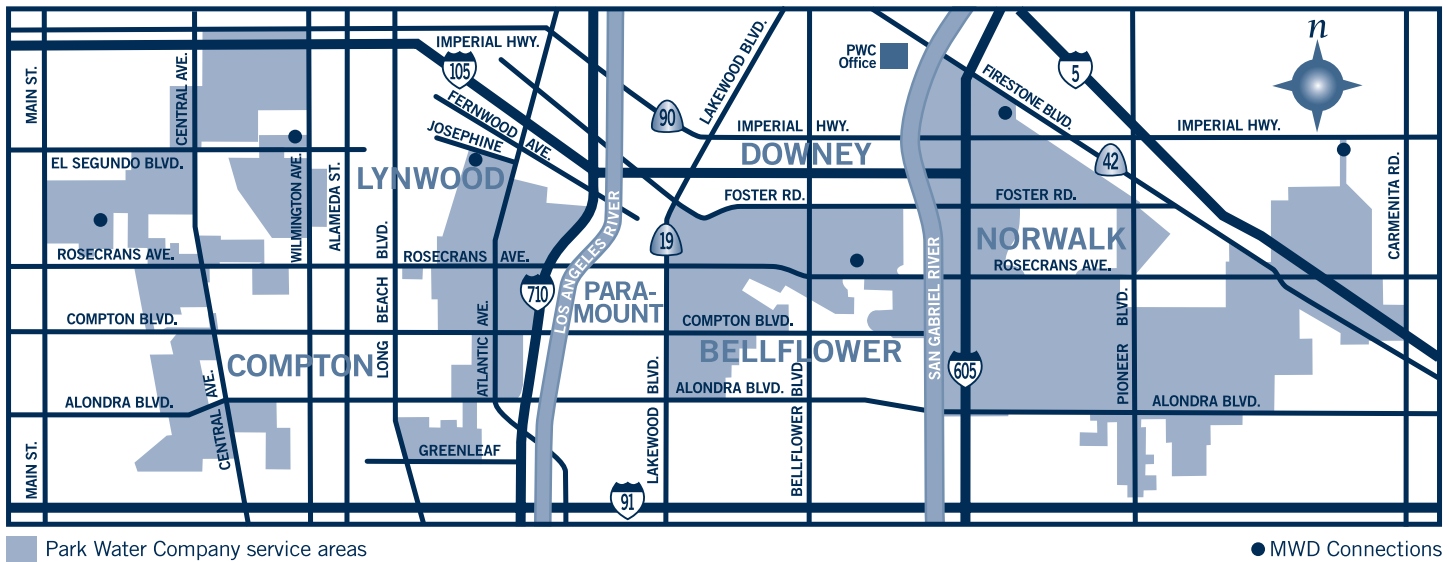 n
IMPERIAL HWY.
105
PWC
Office
5
MAIN ST.
CENTRAL AVE.
LAKEWOOD BLVD.
FIRESTONE BLVD.
FERNWOOD AVE.
JOSEPHINE
90
IMPERIAL HWY.
IMPERIAL HWY.
EL SEGUNDO BLVD.
LYNWOOD
DOWNEY
42
CARMENITA RD.
WILMINGTON AVE.
ALAMEDA ST.
FOSTER RD.
FOSTER RD.
19
NORWALK
ROSECRANS AVE.
ROSECRANS AVE.
ROSECRANS AVE.
LONG BEACH BLVD.
LOS ANGELES RIVER
SAN GABRIEL RIVER
710
PARA-
MOUNT
COMPTON BLVD.
COMPTON BLVD.
ATLANTIC AVE.
PIONEER BLVD.
COMPTON
BELLFLOWER
605
ALONDRA BLVD.
ALONDRA BLVD.
ALONDRA BLVD.
CENTRAL AVE.
LAKEWOOD BLVD.
BELLFLOWER BLVD.
GREENLEAF
MAIN ST.
91
Park Water Company service areas
MWD Connections